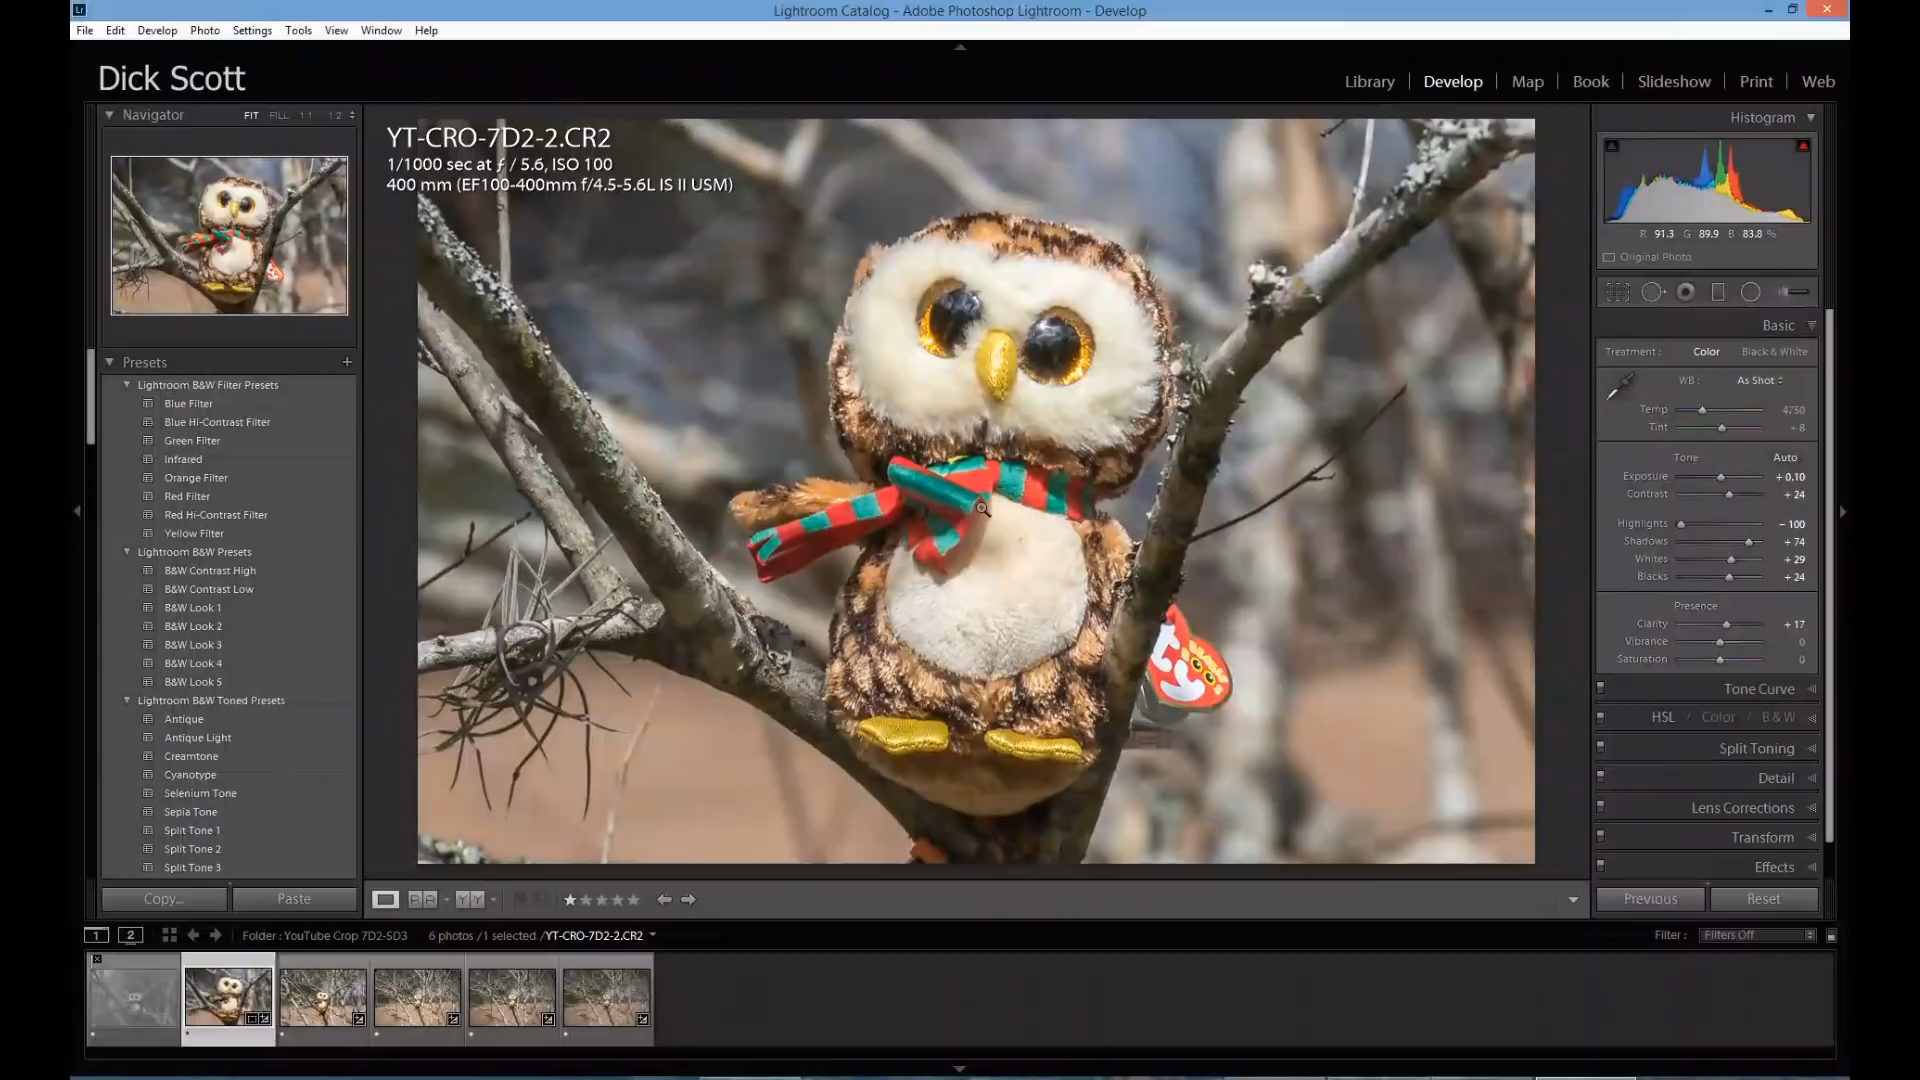 Lr
Lightroom Catalog - Adobe Photoshop Lightroom - Develop
File Edit Develop Photo Settings Tools View Window Help
Dick Scott
Library | Develop | Map | Book | Slideshow | Print | Web
Navigator FIT FILL 1:1 1:2
YT-CRO-7D2-2.CR2
1/1000 sec at ƒ / 5.6, ISO 100
400 mm (EF100-400mm f/4.5-5.6L IS II USM)
Presets +
Lightroom B&W Filter Presets
Blue Filter
Blue Hi-Contrast Filter
Green Filter
Infrared
Orange Filter
Red Filter
Red Hi-Contrast Filter
Yellow Filter
Lightroom B&W Presets
B&W Contrast High
B&W Contrast Low
B&W Look 1
B&W Look 2
B&W Look 3
B&W Look 4
B&W Look 5
Lightroom B&W Toned Presets
Antique
Antique Light
Creamtone
Cyanotype
Selenium Tone
Sepia Tone
Split Tone 1
Split Tone 2
Split Tone 3
Copy... Paste
ty
Histogram
R 91.3 G 89.9 B 83.8 %
Original Photo
Basic
Treatment : Color Black & White
WB : As Shot
Temp 4750
Tint + 8
Tone Auto
Exposure + 0.10
Contrast + 24
Highlights − 100
Shadows + 74
Whites + 29
Blacks + 24
Presence
Clarity + 17
Vibrance 0
Saturation 0
Tone Curve
HSL / Color / B & W
Split Toning
Detail
Lens Corrections
Transform
Effects
Previous Reset
R A Y Y
1 2 Folder : YouTube Crop 7D2-5D3 6 photos /1 selected /YT-CRO-7D2-2.CR2
Filter : Filters Off